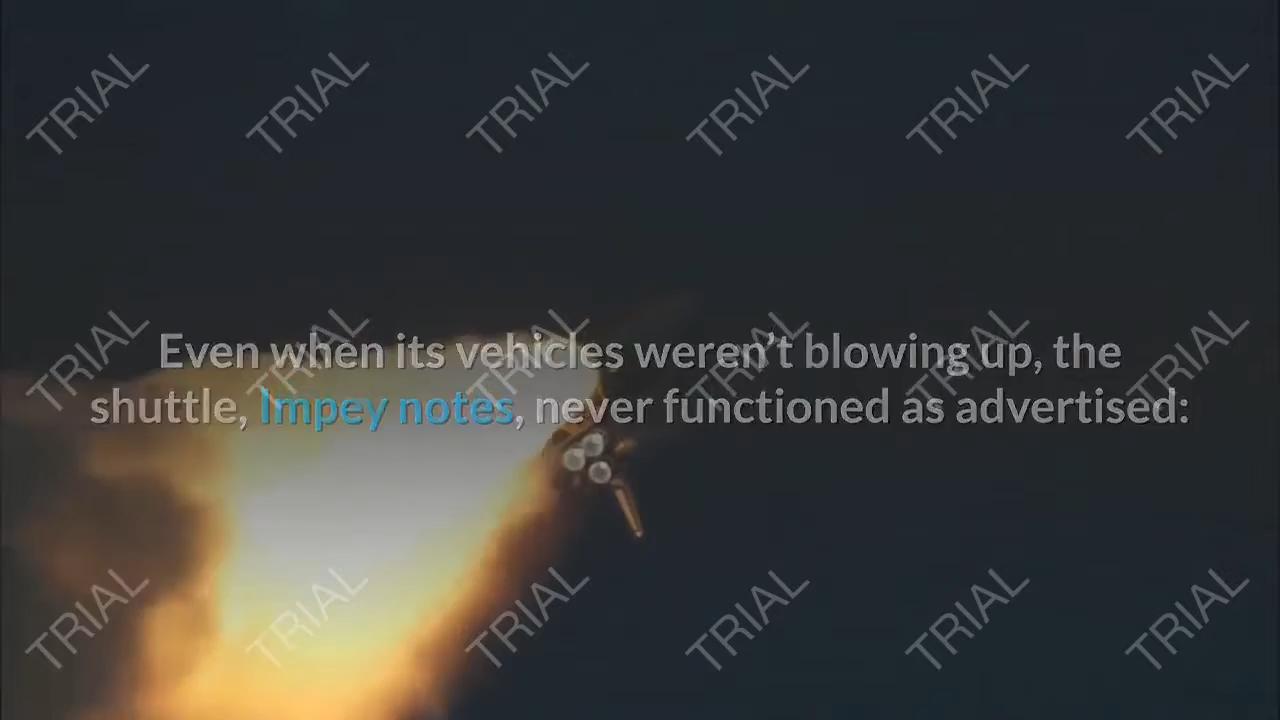 TRIAL TRIAL TRIAL TRIAL TRIAL TRIAL
TRIAL TRIAL TRIAL TRIAL TRIAL TRIAL
Even when its vehicles weren’t blowing up, the
shuttle, Impey notes, never functioned as advertised:
TRIAL TRIAL TRIAL TRIAL TRIAL TRIAL